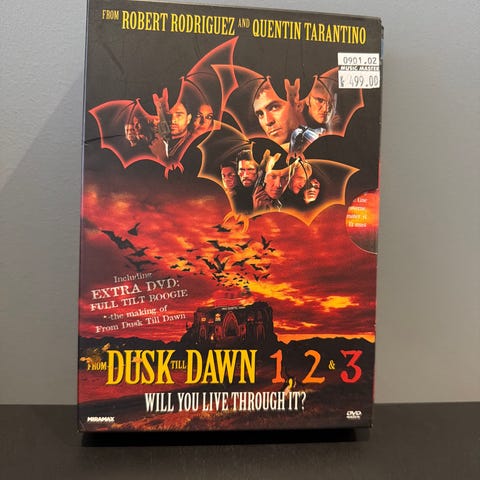 FROM ROBERT RODRIGUEZ AND QUENTIN TARANTINO
0901.02
MUSIC MASTER
499.00
Including
EXTRA DVD:
FULL TILT BOOGIE
-the making of
From Dusk Till Dawn
FROM DUSK TILL DAWN 1, 2 & 3
WILL YOU LIVE THROUGH IT?
MIRAMAX
DVD